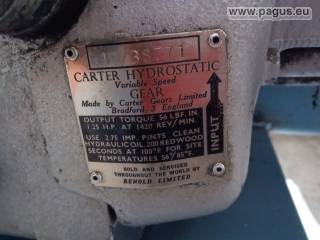 www.pagus.eu
CARTER HYDROSTATIC
Variable Speed
GEAR
Made by Carter Gears Limited
Bradford, 3 England
OUTPUT TORQUE 56 LBF. IN.
1.25 H.P. AT 1420 REV/MIN.
USE 2.75 IMP. PINTS CLEAN
HYDRAULIC OIL, 200 REDWOOD
SECONDS AT 100°F FOR SITE
TEMPERATURES 56°/85°F.
INPUT
SOLD AND SERVICED
THROUGHOUT THE WORLD BY
RENOLD LIMITED